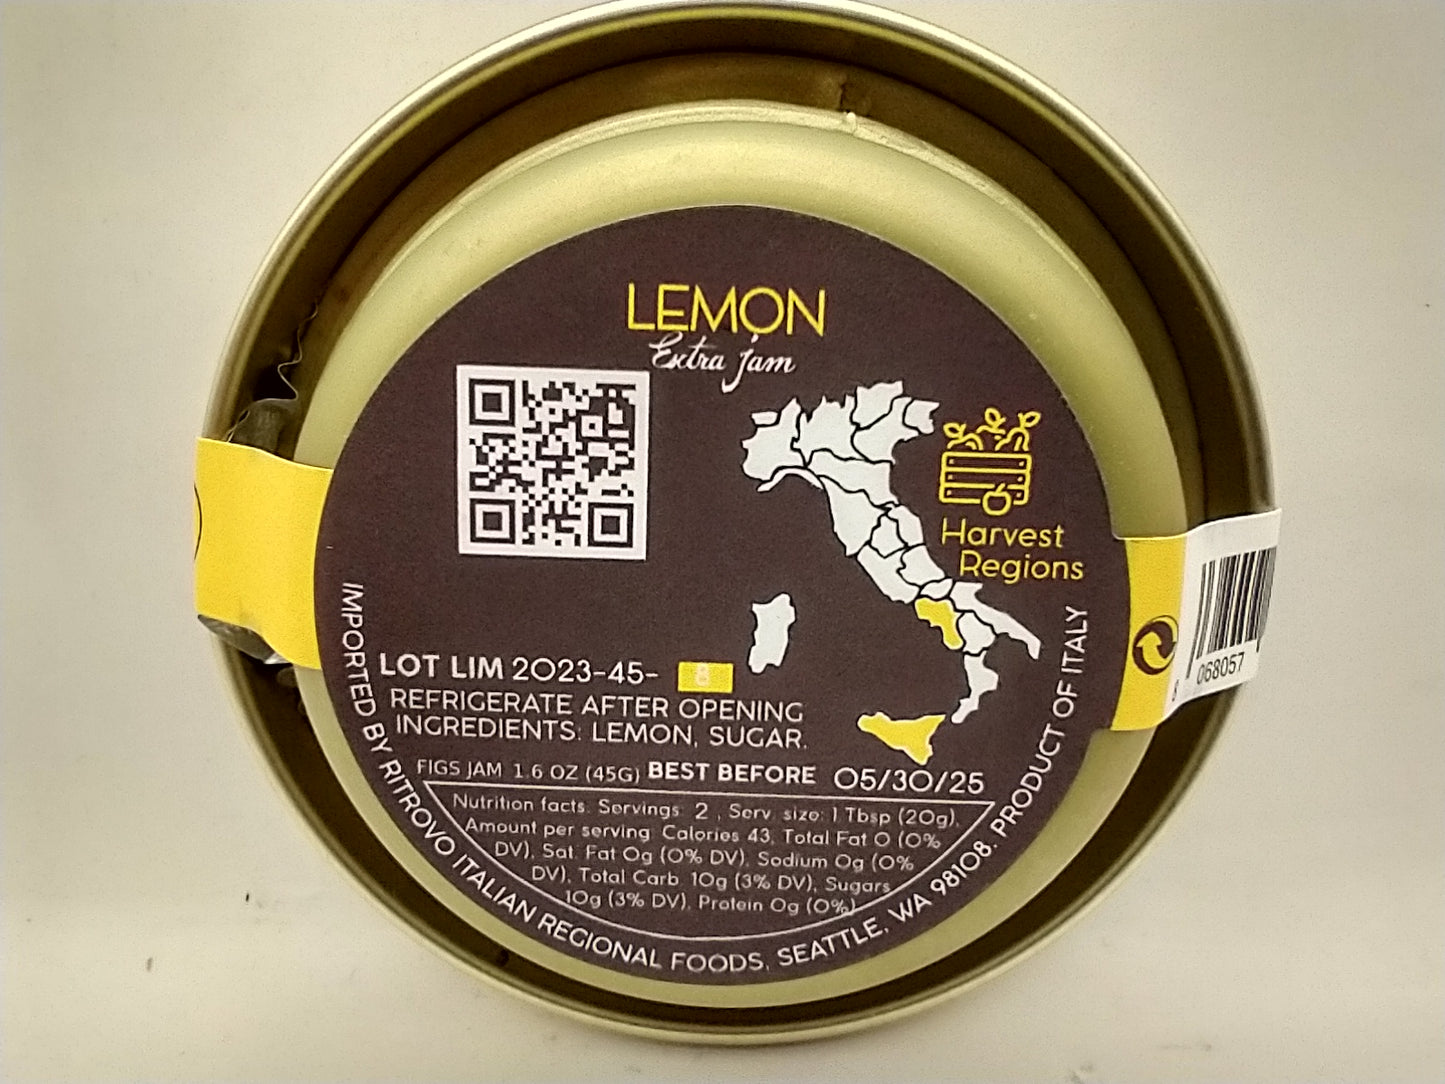 LEMON
Extra jam
Harvest
Regions
LOT LIM 2023-45- 8
REFRIGERATE AFTER OPENING
INGREDIENTS: LEMON, SUGAR.
FIGS JAM 1.6 OZ (45G) BEST BEFORE 05/30/25
Nutrition facts. Servings: 2 , Serv. size: 1 Tbsp (20g),
Amount per serving: Calories 43, Total Fat 0 (0%
DV), Sat. Fat 0g (0% DV), Sodium 0g (0%
DV), Total Carb. 10g (3% DV), Sugars
10g (3% DV), Protein 0g (0%)
IMPORTED BY RITROVO ITALIAN REGIONAL FOODS, SEATTLE, WA 98108. PRODUCT OF ITALY
8 068057